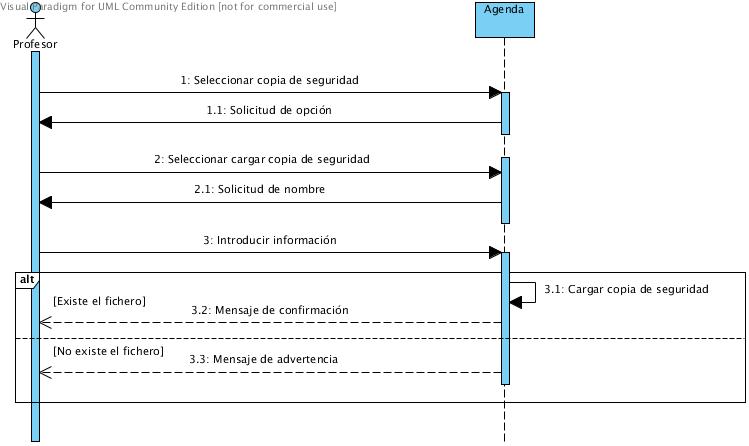 Visual Paradigm for UML Community Edition [not for commercial use]
Agenda
Profesor
1: Seleccionar copia de seguridad
1.1: Solicitud de opción
2: Seleccionar cargar copia de seguridad
2.1: Solicitud de nombre
3: Introducir información
alt
3.1: Cargar copia de seguridad
[Existe el fichero]
3.2: Mensaje de confirmación
[No existe el fichero]
3.3: Mensaje de advertencia